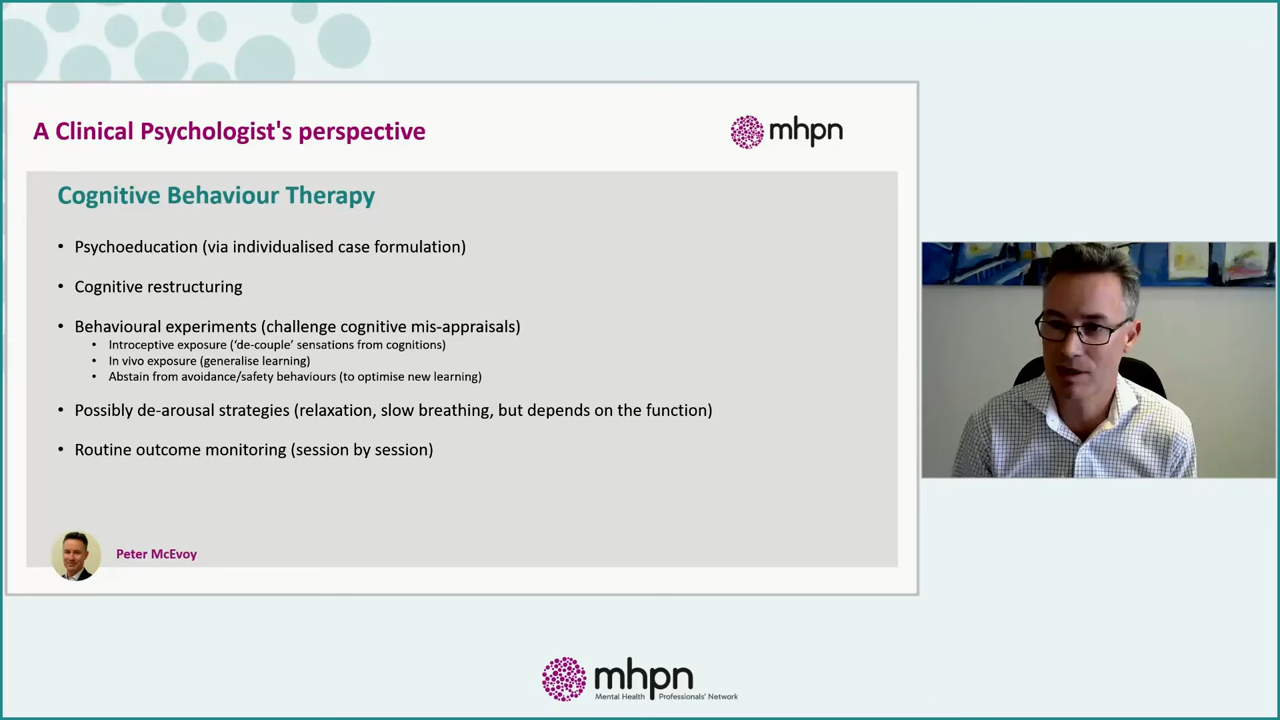 A Clinical Psychologist's perspective
mhpn
Cognitive Behaviour Therapy
• Psychoeducation (via individualised case formulation)
• Cognitive restructuring
• Behavioural experiments (challenge cognitive mis-appraisals)
• Introceptive exposure (‘de-couple’ sensations from cognitions)
• In vivo exposure (generalise learning)
• Abstain from avoidance/safety behaviours (to optimise new learning)
• Possibly de-arousal strategies (relaxation, slow breathing, but depends on the function)
• Routine outcome monitoring (session by session)
Peter McEvoy
mhpn
Mental Health Professionals' Network